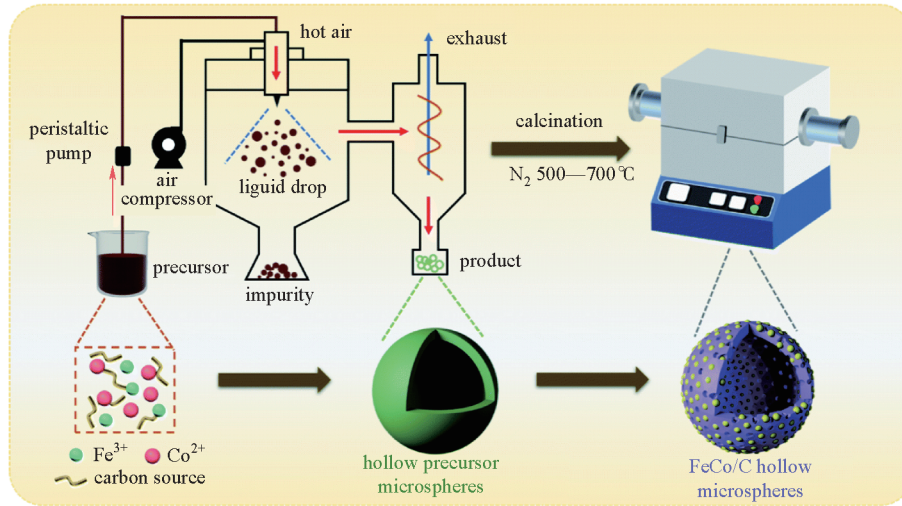 hot air
exhaust
peristaltic
pump
air
compressor
liguid drop
calcination
N₂ 500—700℃
precursor
impurity
product
Fe³⁺
Co²⁺
carbon source
hollow precursor
microspheres
FeCo/C hollow
microspheres